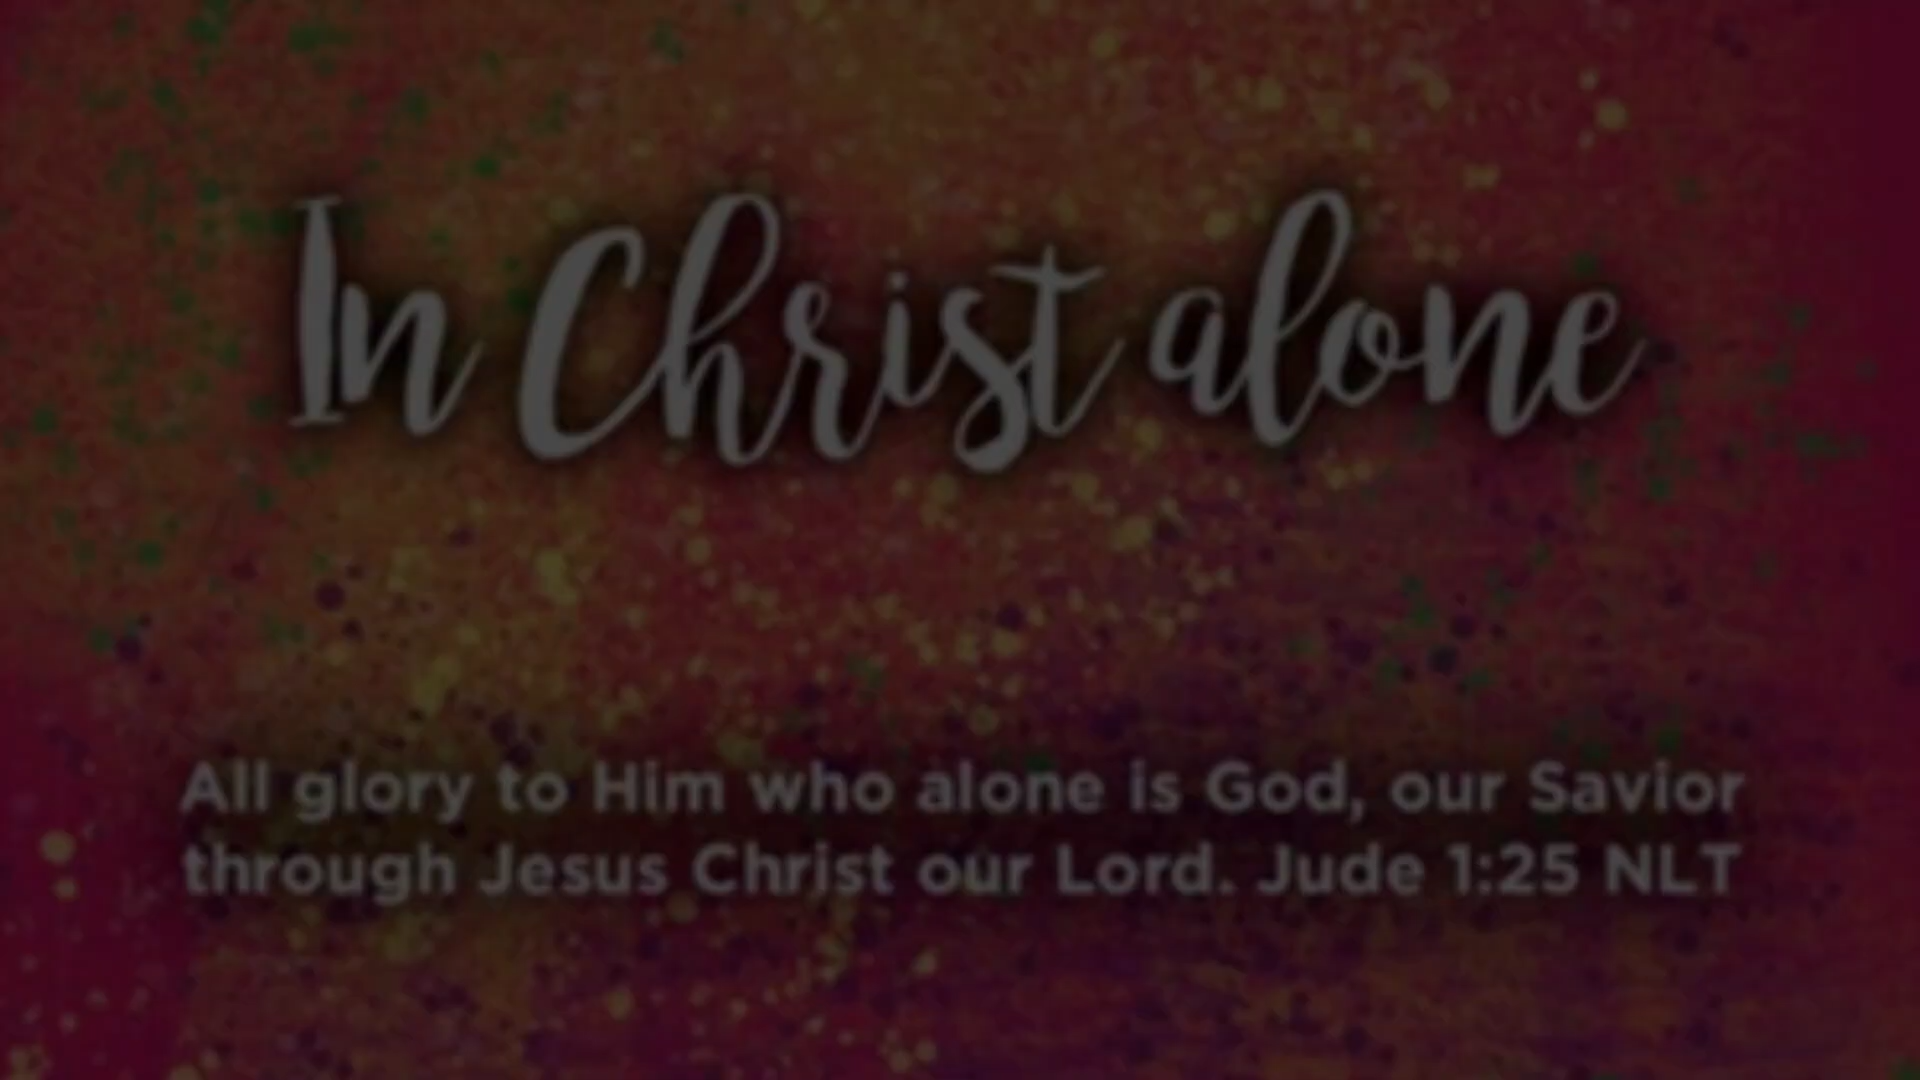 In Christ alone
All glory to Him who alone is God, our Savior
through Jesus Christ our Lord. Jude 1:25 NLT